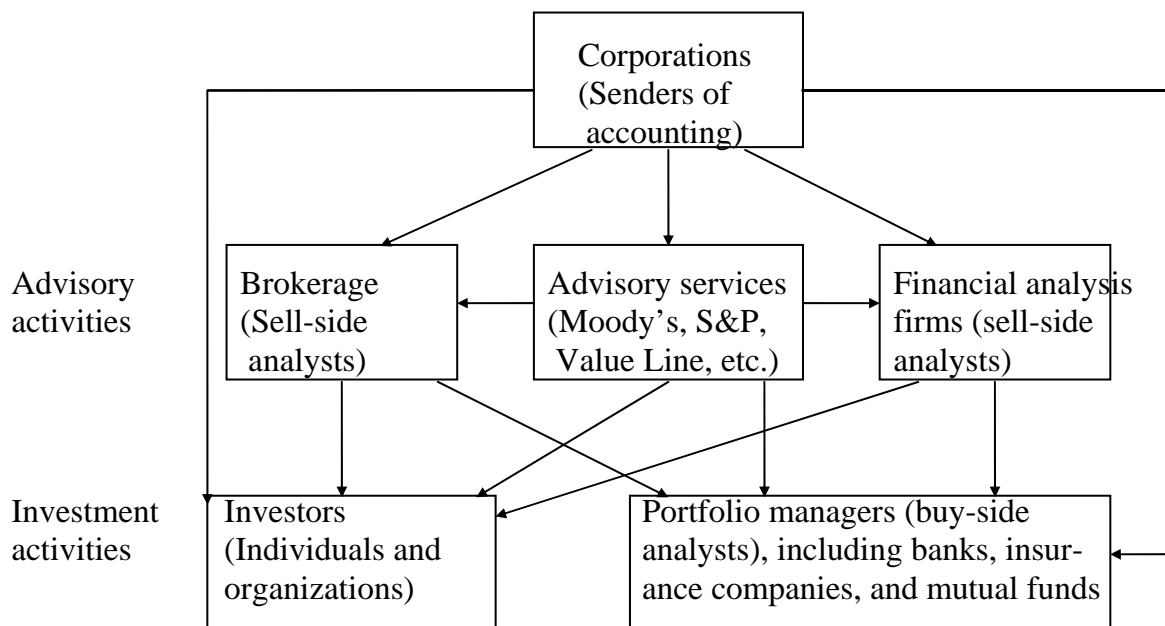 Corporations
(Senders of
accounting)
Advisory
activities
Brokerage
(Sell-side
analysts)
Advisory services
(Moody’s, S&P,
Value Line, etc.)
Financial analysis
firms (sell-side
analysts)
Investment
activities
Investors
(Individuals and
organizations)
Portfolio managers (buy-side
analysts), including banks, insur-
ance companies, and mutual funds